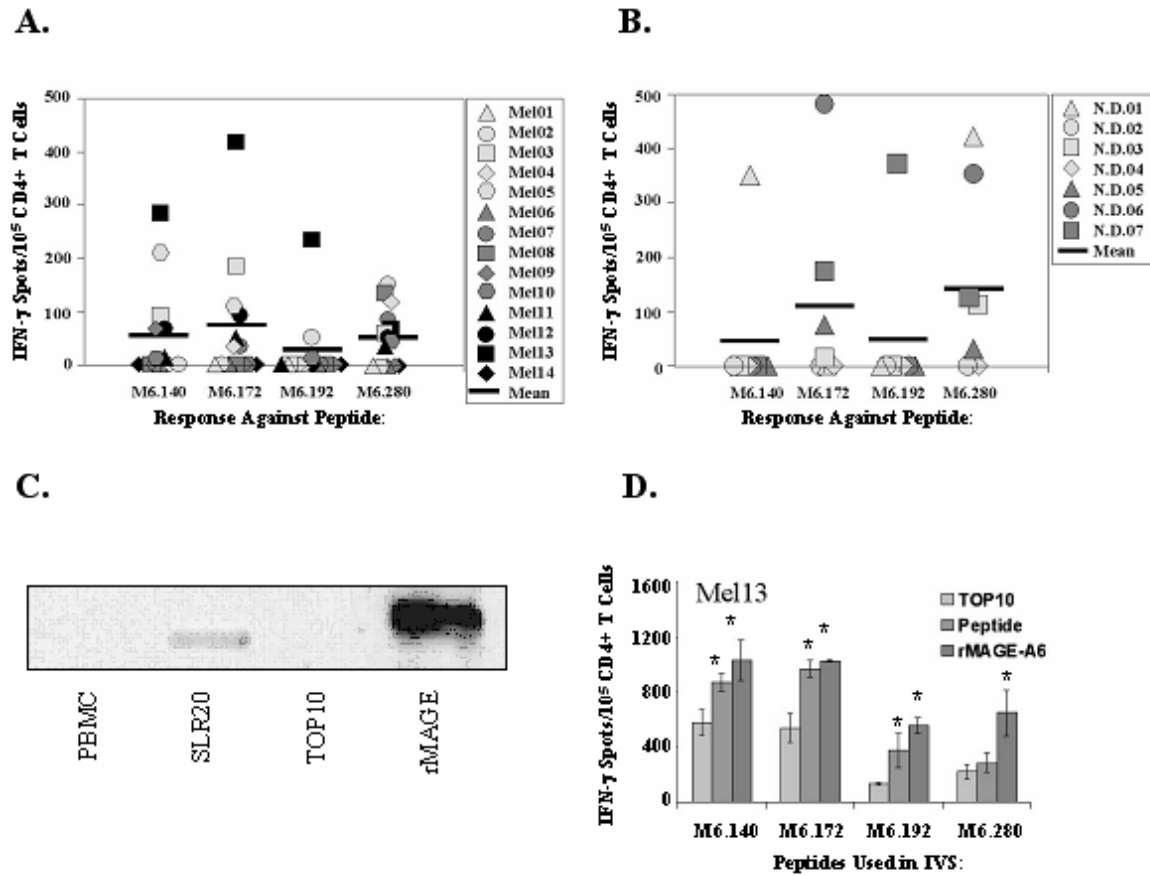 A.
IFN-γ Spots/10⁵ CD4+ T Cells
500
400
300
200
100
0
M6.140 M6.172 M6.192 M6.280
Response Against Peptide:
Mel01
Mel02
Mel03
Mel04
Mel05
Mel06
Mel07
Mel08
Mel09
Mel10
Mel11
Mel12
Mel13
Mel14
Mean
B.
IFN-γ Spots/10⁵ CD4+ T Cells
500
400
300
200
100
0
M6.140 M6.172 M6.192 M6.280
Response Against Peptide:
N.D.01
N.D.02
N.D.03
N.D.04
N.D.05
N.D.06
N.D.07
Mean
C.
PBMC
SLR20
TOP10
rMAGE
D.
IFN-γ Spots/10⁵ CD4+ T Cells
1600
1200
800
400
0
Mel13
TOP10
Peptide
rMAGE-A6
* * * * * * *
M6.140 M6.172 M6.192 M6.280
Peptides Used in IVS: